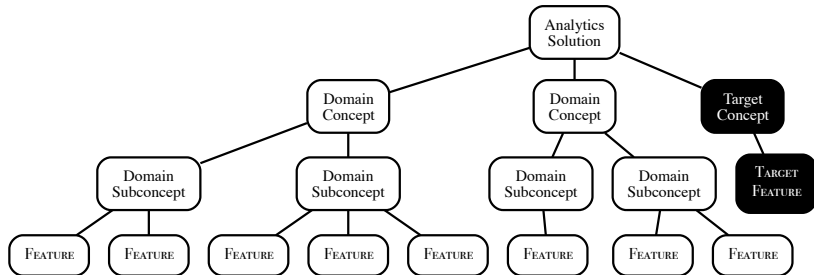 Analytics
Solution
Domain
Concept
Domain
Concept
Target
Concept
Domain
Subconcept
Domain
Subconcept
Domain
Subconcept
Domain
Subconcept
TARGET
FEATURE
FEATURE
FEATURE
FEATURE
FEATURE
FEATURE
FEATURE
FEATURE
FEATURE